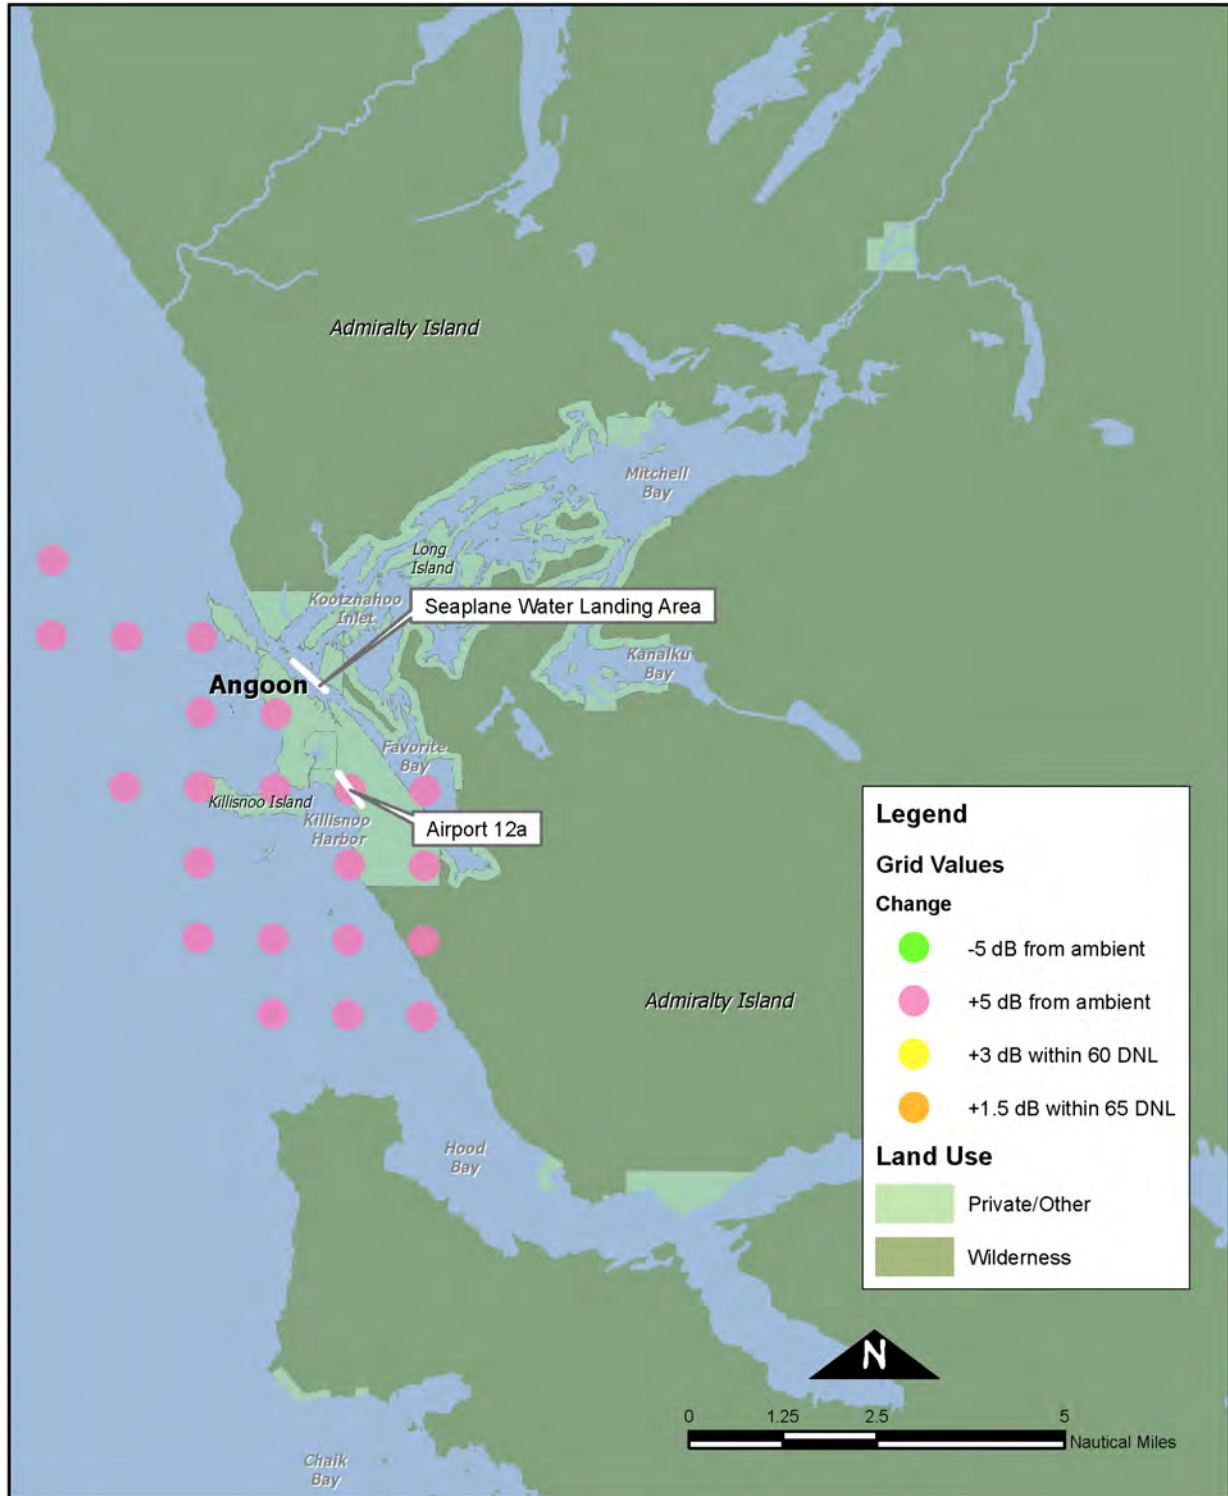 Admiralty Island
Mitchell
Bay
Long
Island
Kootznahoo
Inlet
Seaplane Water Landing Area
Kanalku
Bay
Angoon
Favorite
Bay
Killisnoo Island
Killisnoo
Harbor
Airport 12a
Legend
Grid Values
Change
-5 dB from ambient
+5 dB from ambient
+3 dB within 60 DNL
+1.5 dB within 65 DNL
Land Use
Private/Other
Wilderness
Admiralty Island
Hood
Bay
N
0 1.25 2.5 5
Nautical Miles
Chaik
Bay